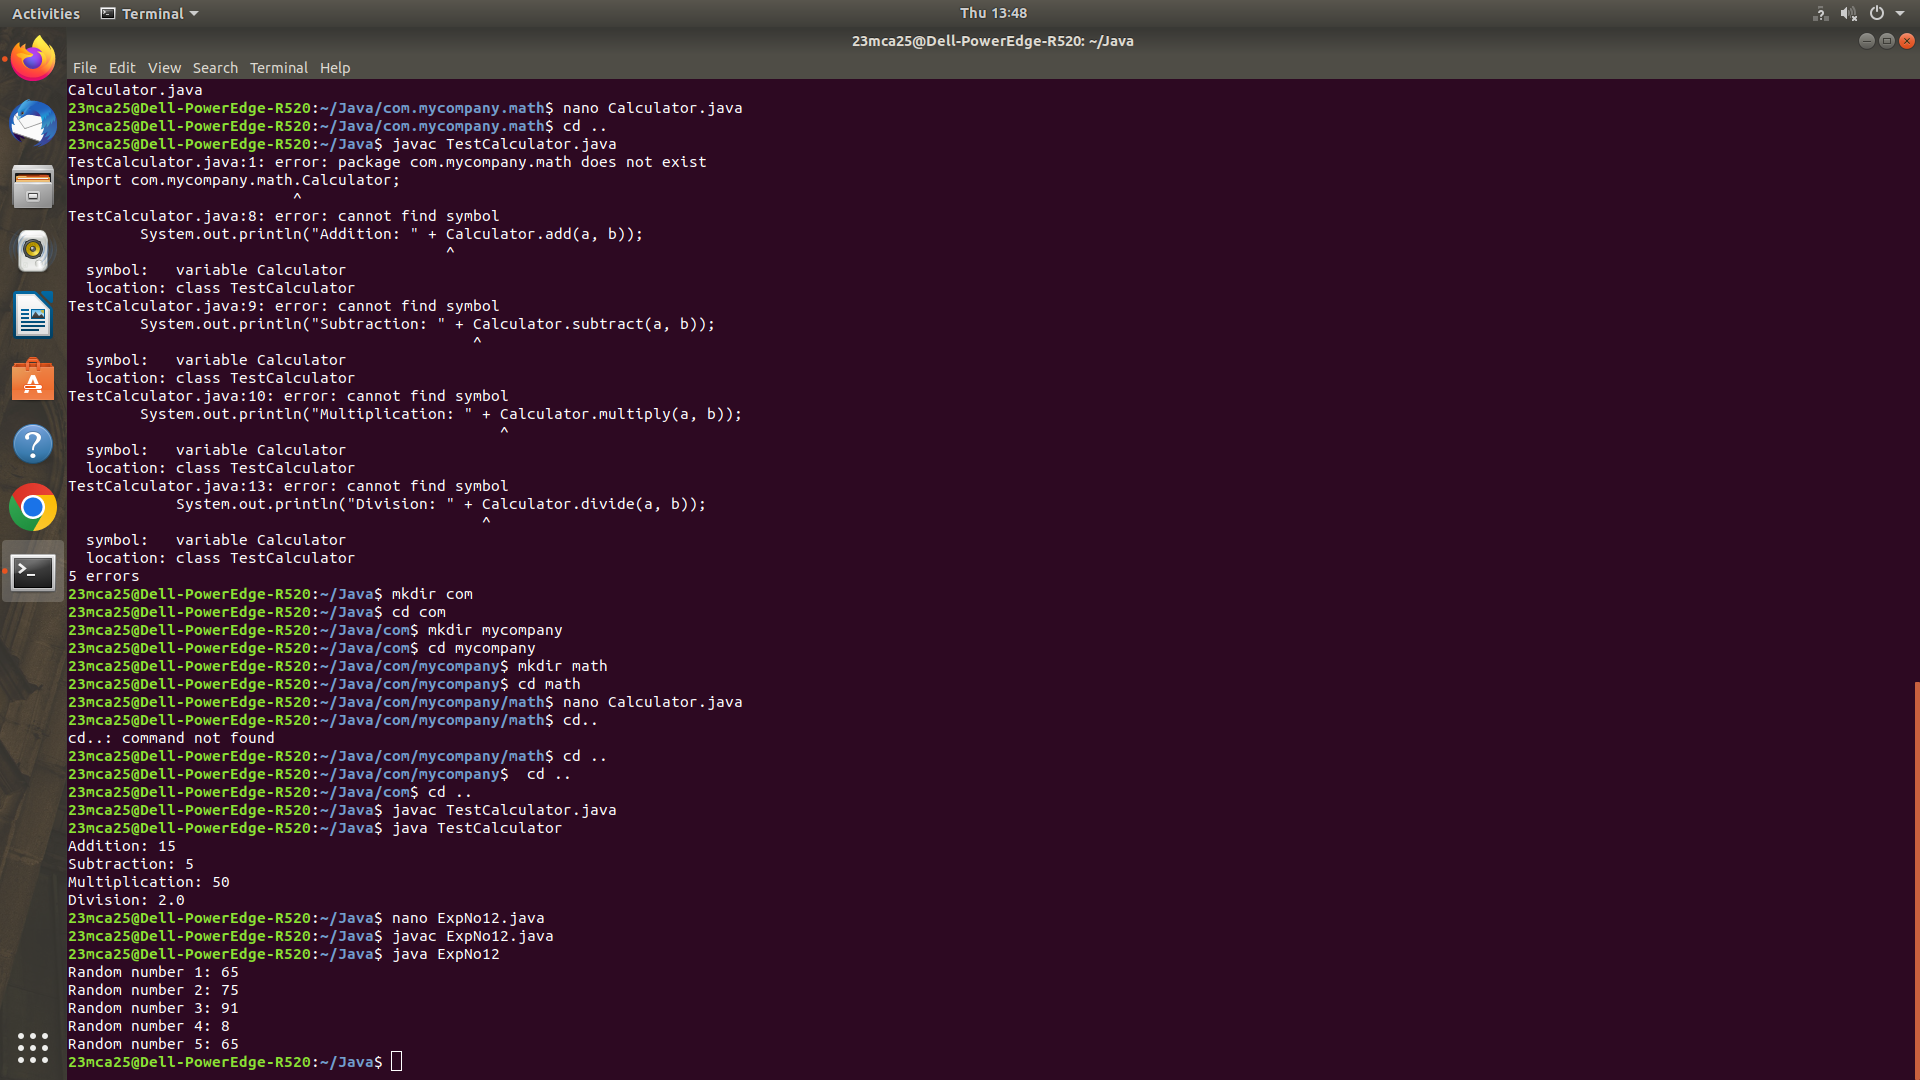 Activities Terminal Thu 13:48
23mca25@Dell-PowerEdge-R520: ~/Java
File Edit View Search Terminal Help
Calculator.java
23mca25@Dell-PowerEdge-R520:~/Java/com.mycompany.math$ nano Calculator.java
23mca25@Dell-PowerEdge-R520:~/Java/com.mycompany.math$ cd ..
23mca25@Dell-PowerEdge-R520:~/Java$ javac TestCalculator.java
TestCalculator.java:1: error: package com.mycompany.math does not exist
import com.mycompany.math.Calculator;
                         ^
TestCalculator.java:8: error: cannot find symbol
        System.out.println("Addition: " + Calculator.add(a, b));
                                          ^
  symbol:   variable Calculator
  location: class TestCalculator
TestCalculator.java:9: error: cannot find symbol
        System.out.println("Subtraction: " + Calculator.subtract(a, b));
                                             ^
  symbol:   variable Calculator
  location: class TestCalculator
TestCalculator.java:10: error: cannot find symbol
        System.out.println("Multiplication: " + Calculator.multiply(a, b));
                                                ^
  symbol:   variable Calculator
  location: class TestCalculator
TestCalculator.java:13: error: cannot find symbol
            System.out.println("Division: " + Calculator.divide(a, b));
                                              ^
  symbol:   variable Calculator
  location: class TestCalculator
5 errors
23mca25@Dell-PowerEdge-R520:~/Java$ mkdir com
23mca25@Dell-PowerEdge-R520:~/Java$ cd com
23mca25@Dell-PowerEdge-R520:~/Java/com$ mkdir mycompany
23mca25@Dell-PowerEdge-R520:~/Java/com$ cd mycompany
23mca25@Dell-PowerEdge-R520:~/Java/com/mycompany$ mkdir math
23mca25@Dell-PowerEdge-R520:~/Java/com/mycompany$ cd math
23mca25@Dell-PowerEdge-R520:~/Java/com/mycompany/math$ nano Calculator.java
23mca25@Dell-PowerEdge-R520:~/Java/com/mycompany/math$ cd..
cd..: command not found
23mca25@Dell-PowerEdge-R520:~/Java/com/mycompany/math$ cd ..
23mca25@Dell-PowerEdge-R520:~/Java/com/mycompany$  cd ..
23mca25@Dell-PowerEdge-R520:~/Java/com$ cd ..
23mca25@Dell-PowerEdge-R520:~/Java$ javac TestCalculator.java
23mca25@Dell-PowerEdge-R520:~/Java$ java TestCalculator
Addition: 15
Subtraction: 5
Multiplication: 50
Division: 2.0
23mca25@Dell-PowerEdge-R520:~/Java$ nano ExpNo12.java
23mca25@Dell-PowerEdge-R520:~/Java$ javac ExpNo12.java
23mca25@Dell-PowerEdge-R520:~/Java$ java ExpNo12
Random number 1: 65
Random number 2: 75
Random number 3: 91
Random number 4: 8
Random number 5: 65
23mca25@Dell-PowerEdge-R520:~/Java$